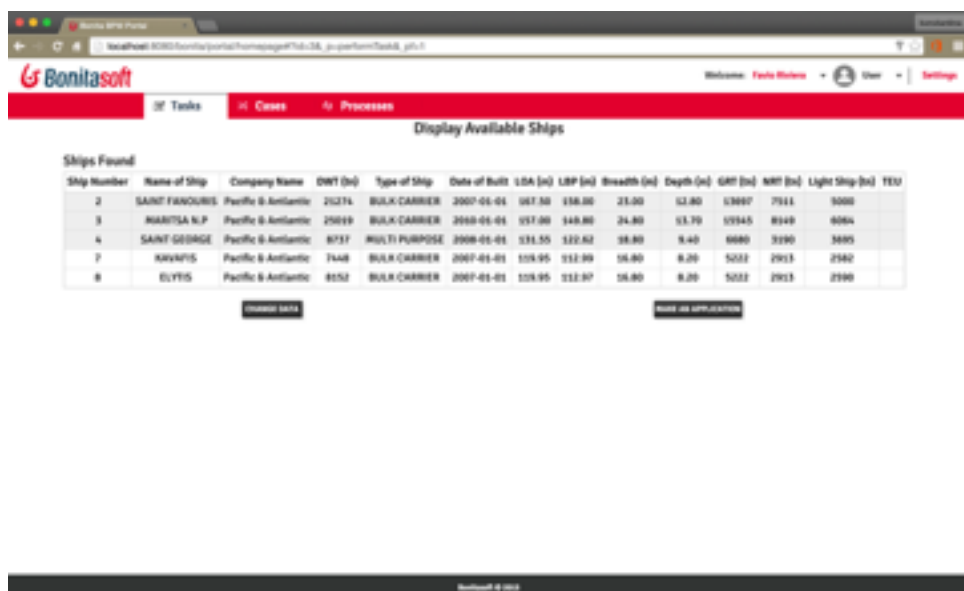 Bonita BPM Portal
Bonitasoft
Welcome: User Settings
Tasks Cases Processes
Display Available Ships
Ships Found
Ship Number Name of Ship Company Name DWT (tn) Type of Ship Date of Built LOA (m) LBP (m) Breadth (m) Depth (m) GRT (tn) NRT (tn) Light Ship (tn) TEU
2 SAINT FANOURIS Pacific & Antlantic 21274 BULK CARRIER 2007-01-01 167.50 158.00 23.00 12.80 13697 7511 5000
3 MARITSA N.P Pacific & Antlantic 25019 BULK CARRIER 2010-01-01 157.00 149.80 24.80 13.70 15545 8149 6064
4 SAINT GEORGE Pacific & Antlantic 8737 MULTI PURPOSE 2008-01-01 131.55 122.62 18.80 9.40 6680 3190 3695
7 KAVAFIS Pacific & Antlantic 7448 BULK CARRIER 2007-01-01 119.95 112.99 16.80 8.20 5222 2913 2582
8 ELYTIS Pacific & Antlantic 8152 BULK CARRIER 2007-01-01 119.95 112.97 16.80 8.20 5222 2913 2598
CHANGE DATA MAKE AN APPLICATION